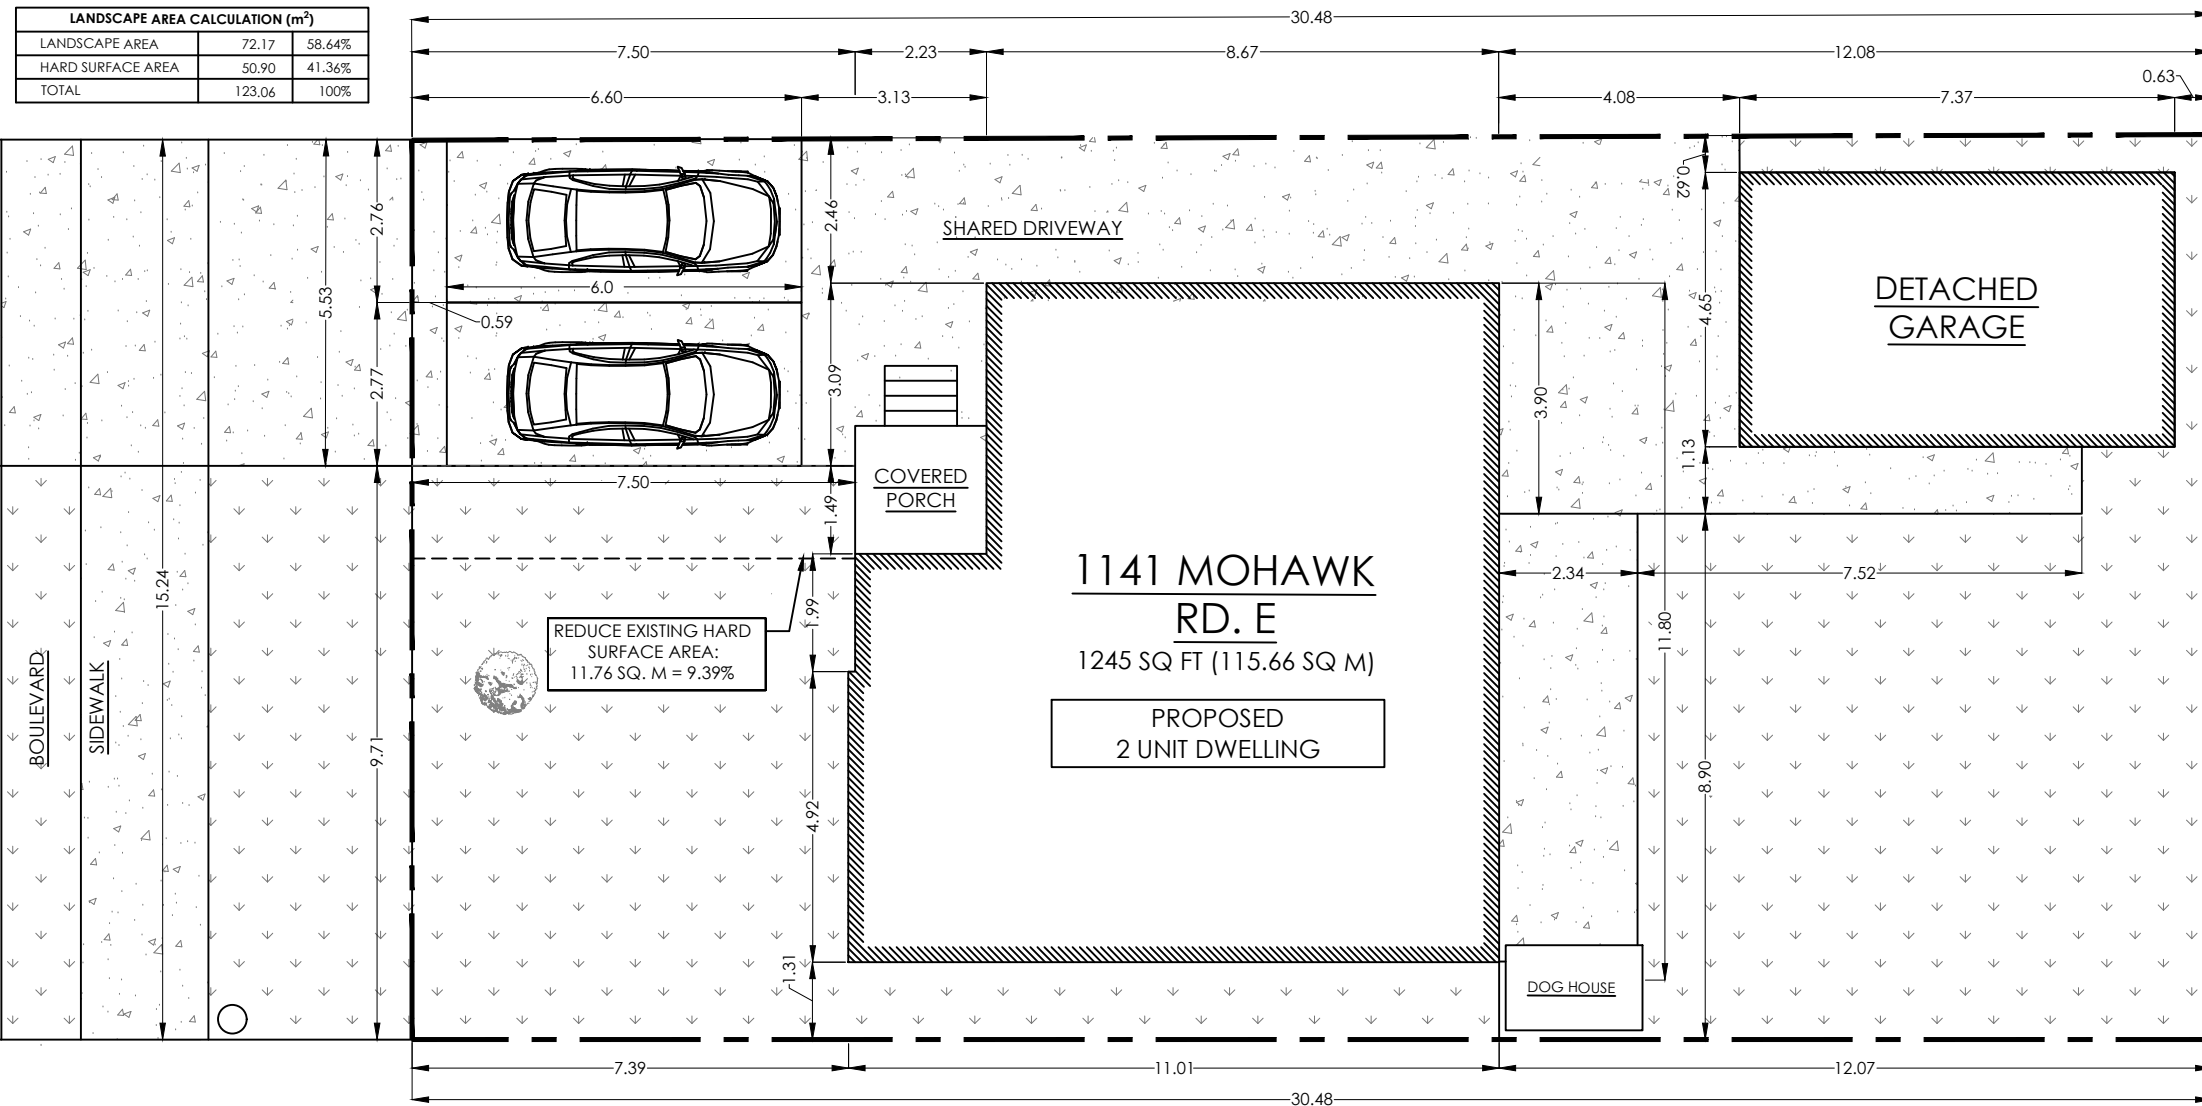 LANDSCAPE AREA CALCULATION (m²)
LANDSCAPE AREA 72.17 58.64%
HARD SURFACE AREA 50.90 41.36%
TOTAL 123.06 100%
30.48
7.50 2.23 8.67 12.08
6.60 3.13 4.08 7.37 0.63
2.76
5.53
2.77
15.24
9.71
6.0
0.59
2.46
3.09
SHARED DRIVEWAY
0.62
4.65
3.90
1.13
DETACHED
GARAGE
7.50
1.49
COVERED
PORCH
1.99
REDUCE EXISTING HARD
SURFACE AREA:
11.76 SQ. M = 9.39%
4.92
1.31
BOULEVARD
SIDEWALK
1141 MOHAWK
RD. E
1245 SQ FT (115.66 SQ M)
PROPOSED
2 UNIT DWELLING
2.34 7.52
11.80
8.90
DOG HOUSE
7.39 11.01 12.07
30.48